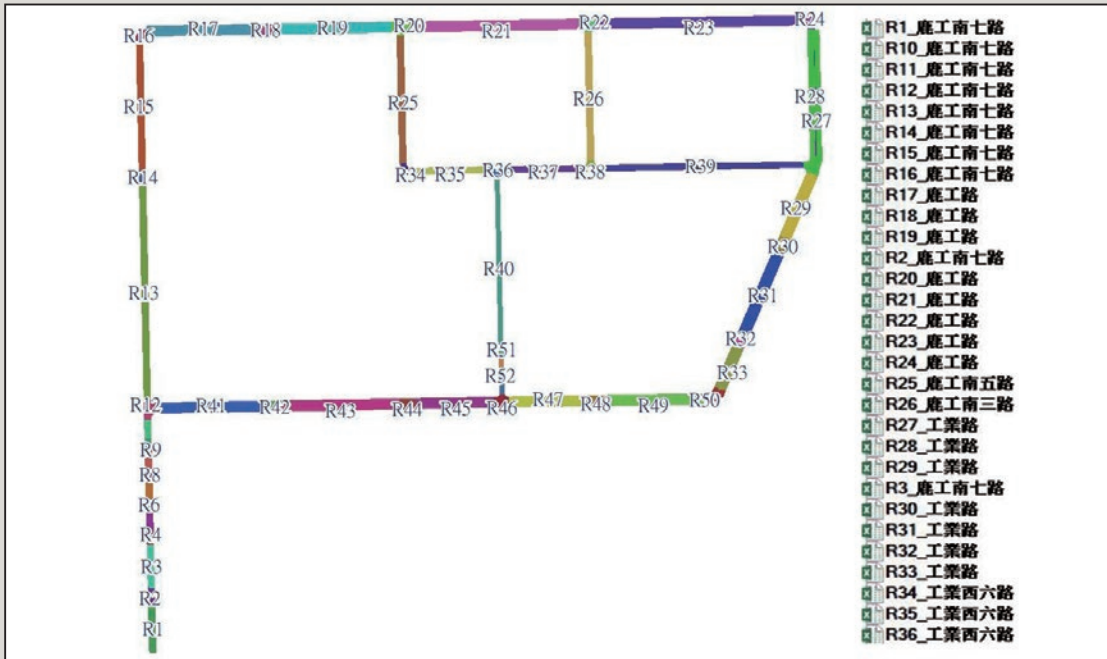 R16
R17
R18
R19
R20
R21
R22
R23
R24
R15
R25
R26
R28
R27
R14
R34
R35
R36
R37
R38
R39
R29
R30
R13
R40
R31
R32
R51
R33
R52
R12
R41
R42
R43
R44
R45
R46
R47
R48
R49
R50
R9
R8
R6
R4
R3
R2
R1
R1_鹿工南七路
R10_鹿工南七路
R11_鹿工南七路
R12_鹿工南七路
R13_鹿工南七路
R14_鹿工南七路
R15_鹿工南七路
R16_鹿工南七路
R17_鹿工路
R18_鹿工路
R19_鹿工路
R2_鹿工南七路
R20_鹿工路
R21_鹿工路
R22_鹿工路
R23_鹿工路
R24_鹿工路
R25_鹿工南五路
R26_鹿工南三路
R27_工業路
R28_工業路
R29_工業路
R3_鹿工南七路
R30_工業路
R31_工業路
R32_工業路
R33_工業路
R34_工業西六路
R35_工業西六路
R36_工業西六路